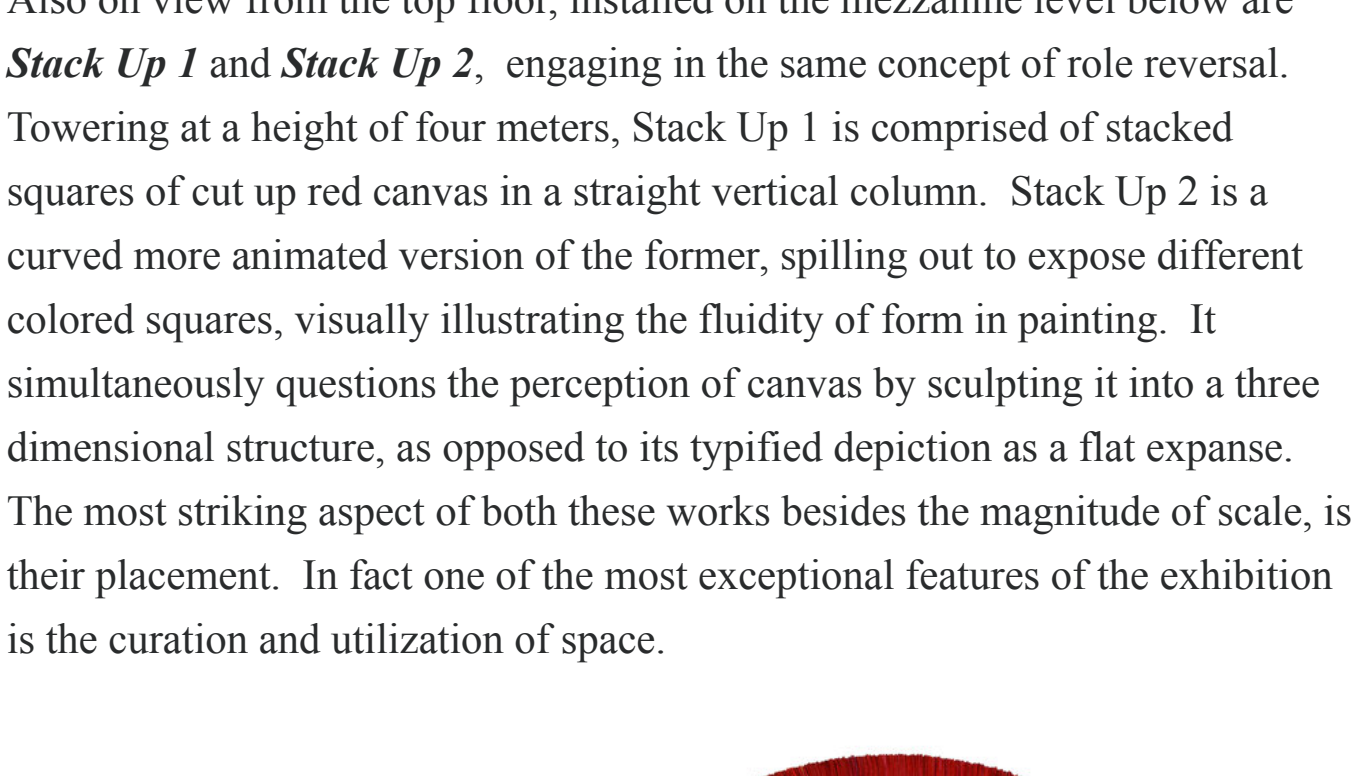 Also on view from the top floor, installed on the mezzanine level below are
Stack Up 1 and Stack Up 2,  engaging in the same concept of role reversal.
Towering at a height of four meters, Stack Up 1 is comprised of stacked
squares of cut up red canvas in a straight vertical column.  Stack Up 2 is a
curved more animated version of the former, spilling out to expose different
colored squares, visually illustrating the fluidity of form in painting.  It
simultaneously questions the perception of canvas by sculpting it into a three
dimensional structure, as opposed to its typified depiction as a flat expanse.
The most striking aspect of both these works besides the magnitude of scale, is
their placement.  In fact one of the most exceptional features of the exhibition
is the curation and utilization of space.